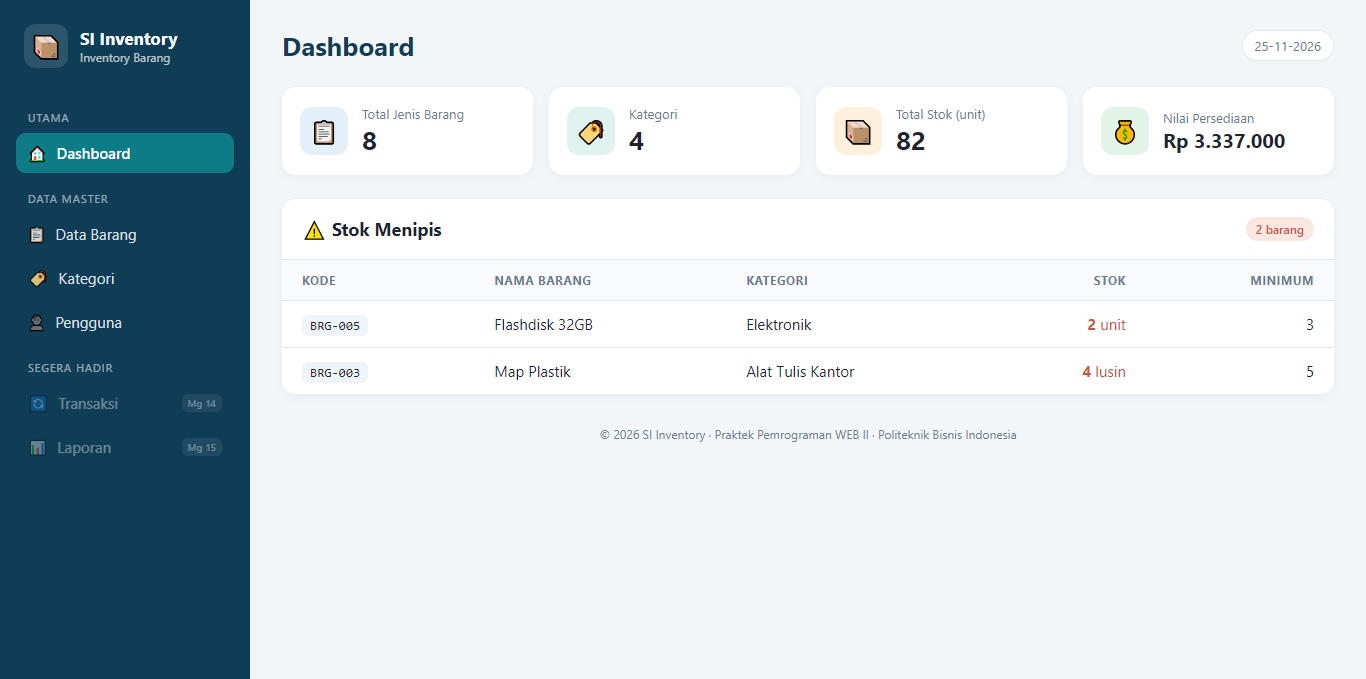 SI Inventory
Inventory Barang
UTAMA
Dashboard
DATA MASTER
Data Barang
Kategori
Pengguna
SEGERA HADIR
Transaksi Mg 14
Laporan Mg 15
Dashboard
25-11-2026
Total Jenis Barang
8
Kategori
4
Total Stok (unit)
82
Nilai Persediaan
Rp 3.337.000
Stok Menipis
2 barang
KODE NAMA BARANG KATEGORI STOK MINIMUM
BRG-005 Flashdisk 32GB Elektronik 2 unit 3
BRG-003 Map Plastik Alat Tulis Kantor 4 lusin 5
© 2026 SI Inventory · Praktek Pemrograman WEB II · Politeknik Bisnis Indonesia